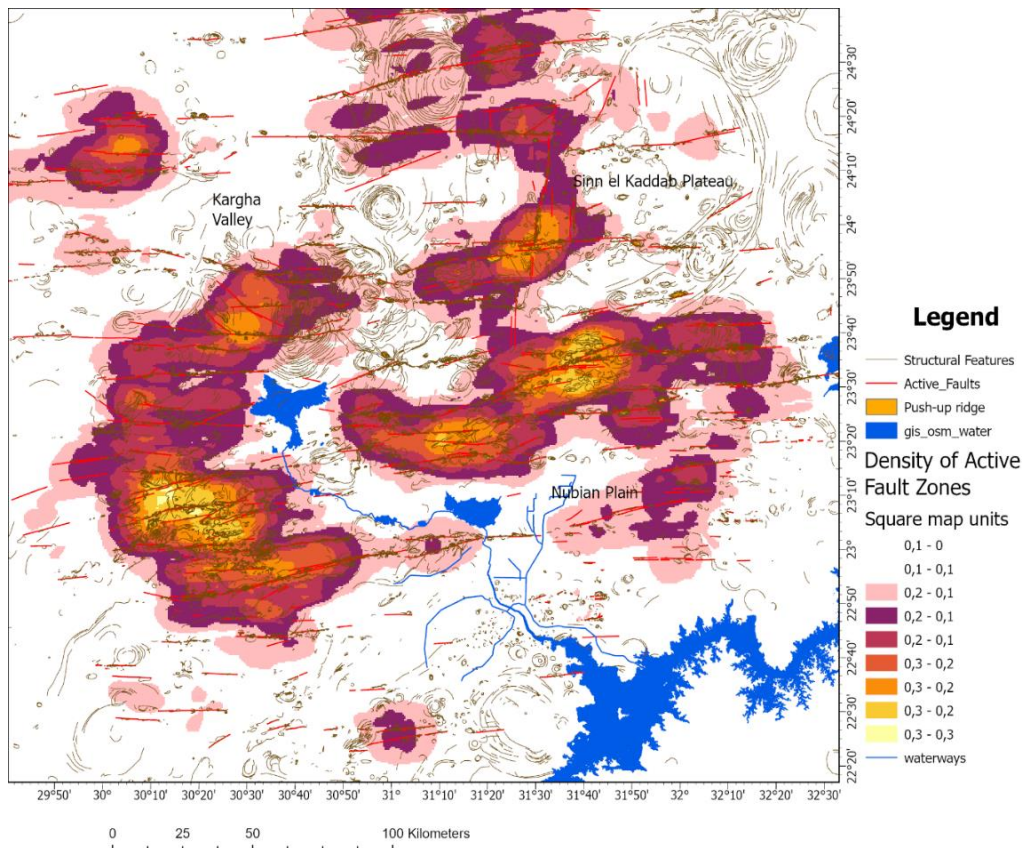 24°30'
24°20'
24°10'
24°
23°50'
23°40'
23°30'
23°20'
23°10'
23°
22°50'
22°40'
22°30'
22°20'
Sinn el Kaddab Plateau
Kargha
Valley
Nubian Plain
29°50' 30° 30°10' 30°20' 30°30' 30°40' 30°50' 31° 31°10' 31°20' 31°30' 31°40' 31°50' 32° 32°10' 32°20' 32°30'
0 25 50 100 Kilometers
Legend
Structural Features
Active_Faults
Push-up ridge
gis_osm_water
Density of Active
Fault Zones
Square map units
0,1 - 0
0,1 - 0,1
0,2 - 0,1
0,2 - 0,1
0,2 - 0,1
0,3 - 0,2
0,3 - 0,2
0,3 - 0,2
0,3 - 0,3
waterways